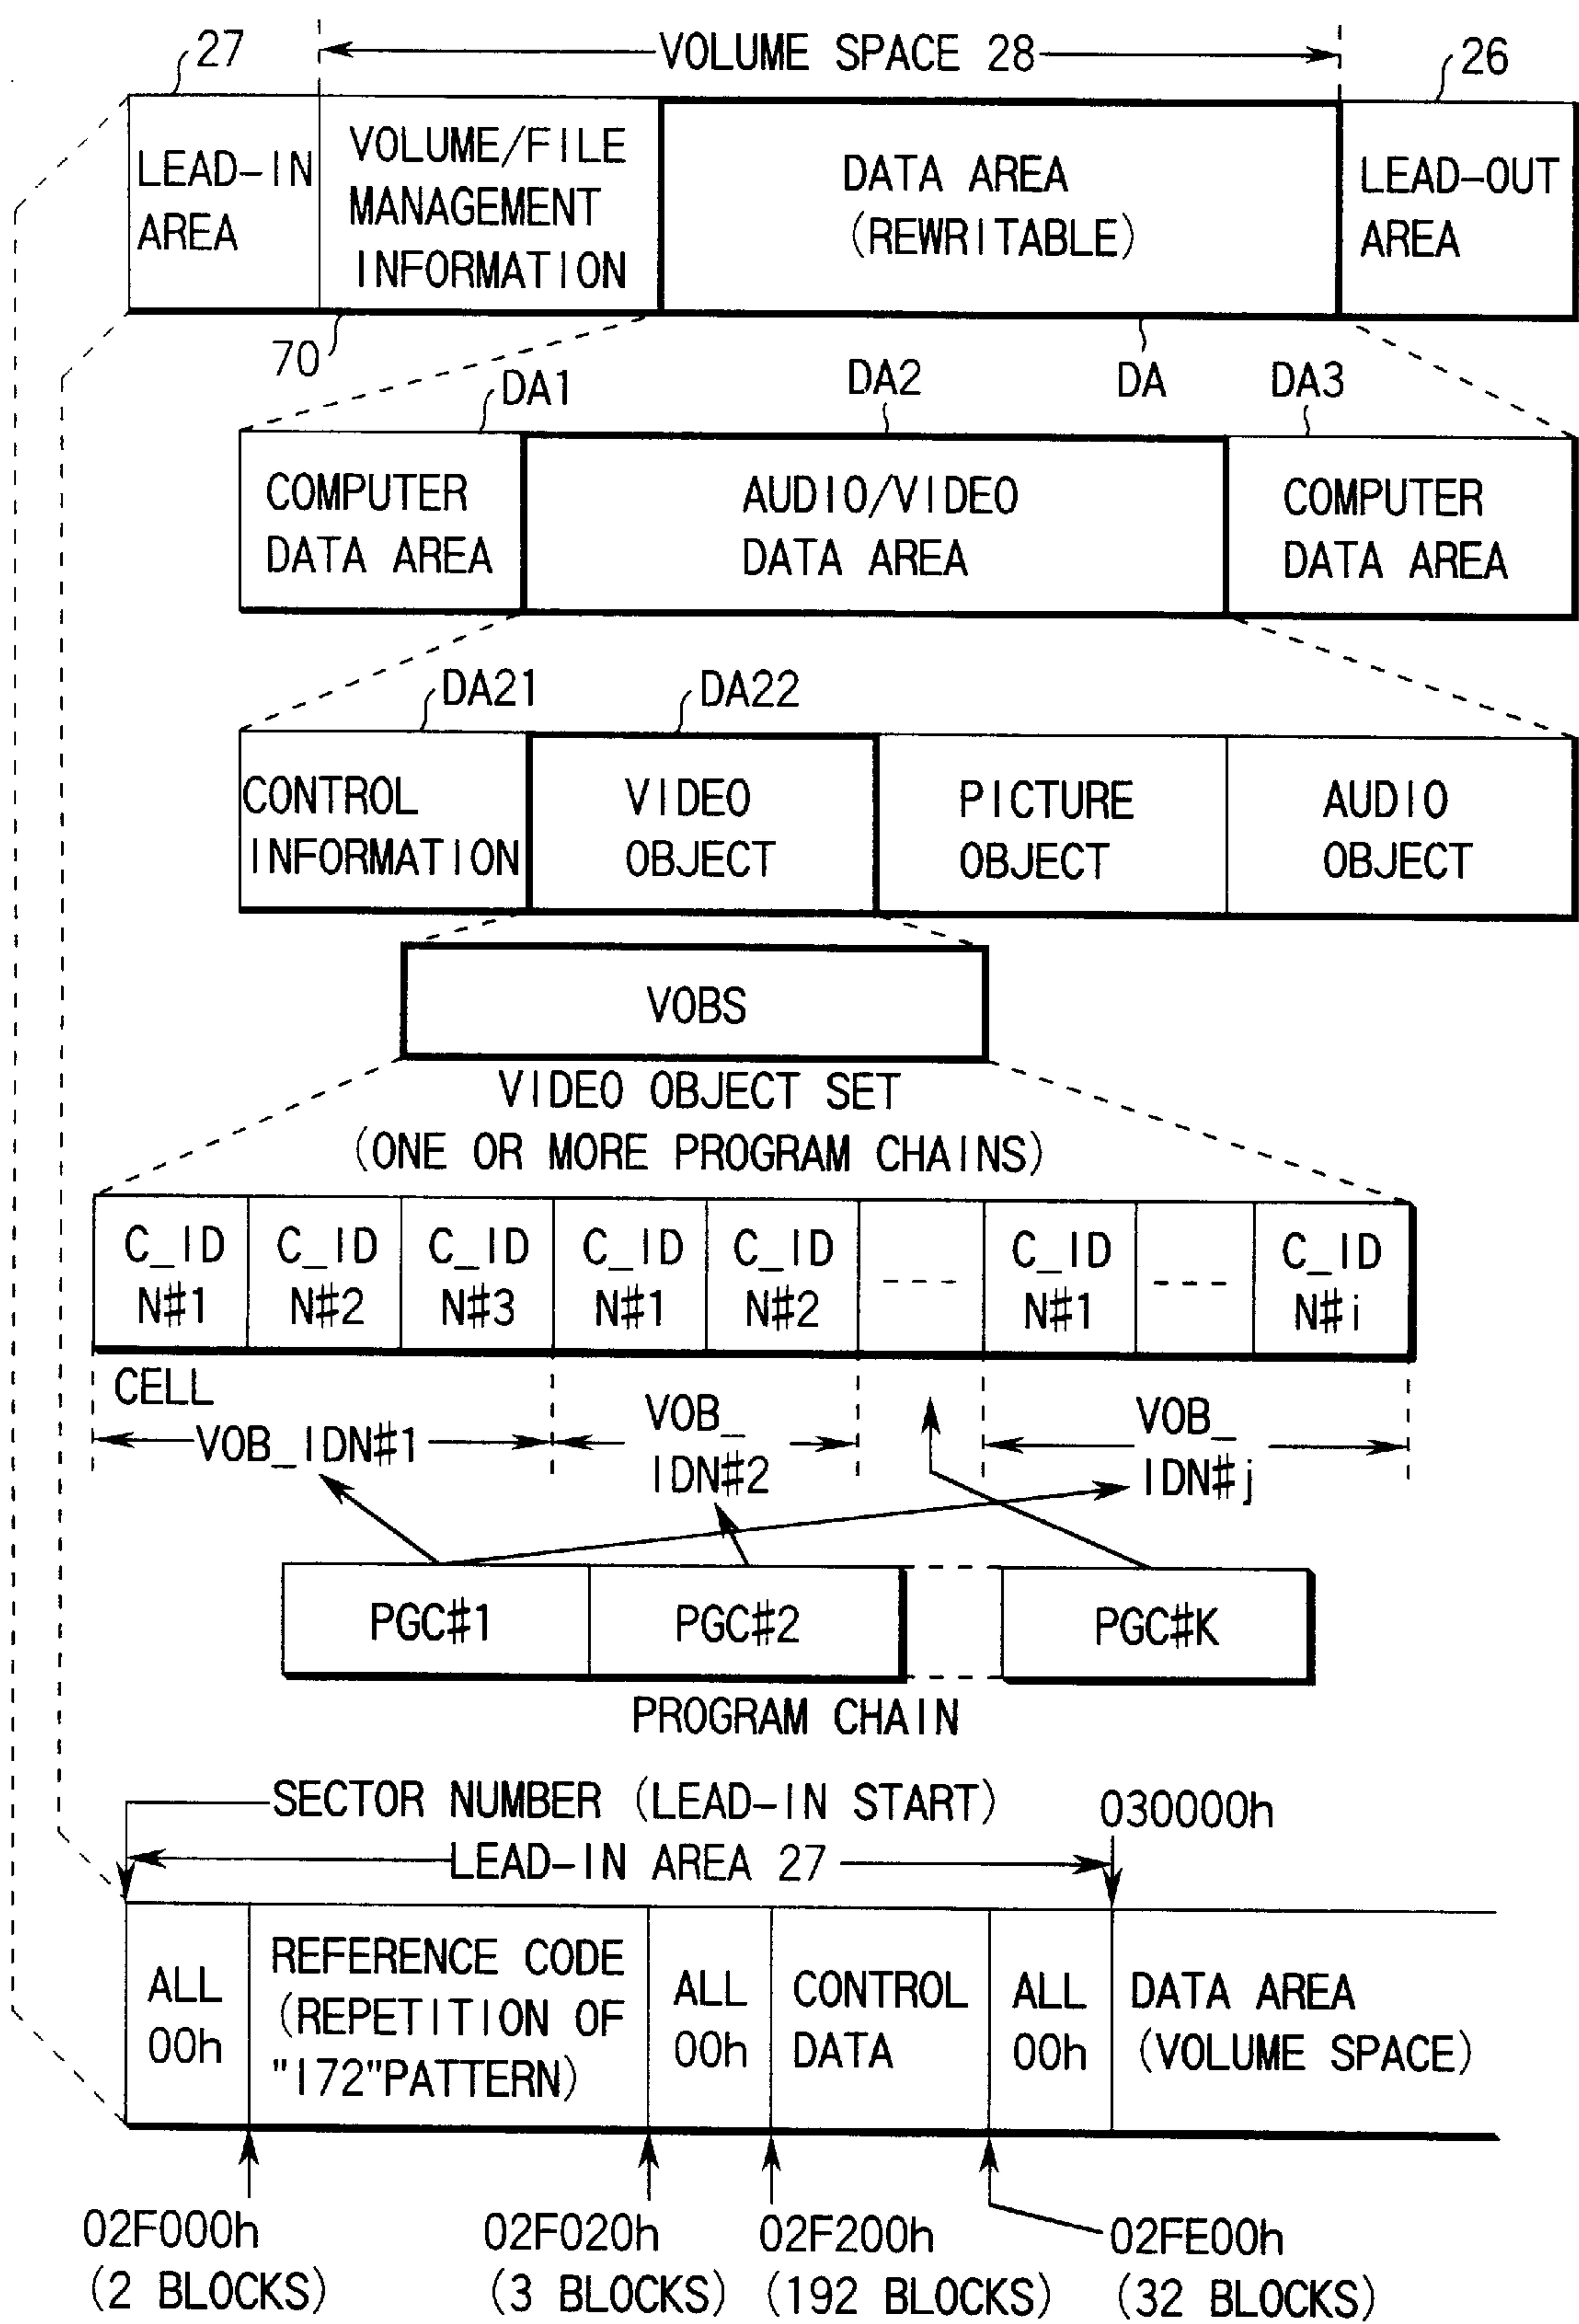 27
VOLUME SPACE 28
26
LEAD-IN
AREA
VOLUME/FILE
MANAGEMENT
INFORMATION
DATA AREA
(REWRITABLE)
LEAD-OUT
AREA
70
DA1
DA2
DA
DA3
COMPUTER
DATA AREA
AUDIO/VIDEO
DATA AREA
COMPUTER
DATA AREA
DA21
DA22
CONTROL
INFORMATION
VIDEO
OBJECT
PICTURE
OBJECT
AUDIO
OBJECT
VOBS
VIDEO OBJECT SET
(ONE OR MORE PROGRAM CHAINS)
C_ID
N#1
C_ID
N#2
C_ID
N#3
C_ID
N#1
C_ID
N#2
----
C_ID
N#1
----
C_ID
N#i
CELL
VOB_IDN#1
VOB_
IDN#2
VOB_
IDN#j
PGC#1
PGC#2
PGC#K
PROGRAM CHAIN
SECTOR NUMBER (LEAD-IN START)
030000h
LEAD-IN AREA 27
ALL
00h
REFERENCE CODE
(REPETITION OF
"172"PATTERN)
ALL
00h
CONTROL
DATA
ALL
00h
DATA AREA
(VOLUME SPACE)
02F000h
(2 BLOCKS)
02F020h
(3 BLOCKS)
02F200h
(192 BLOCKS)
02FE00h
(32 BLOCKS)